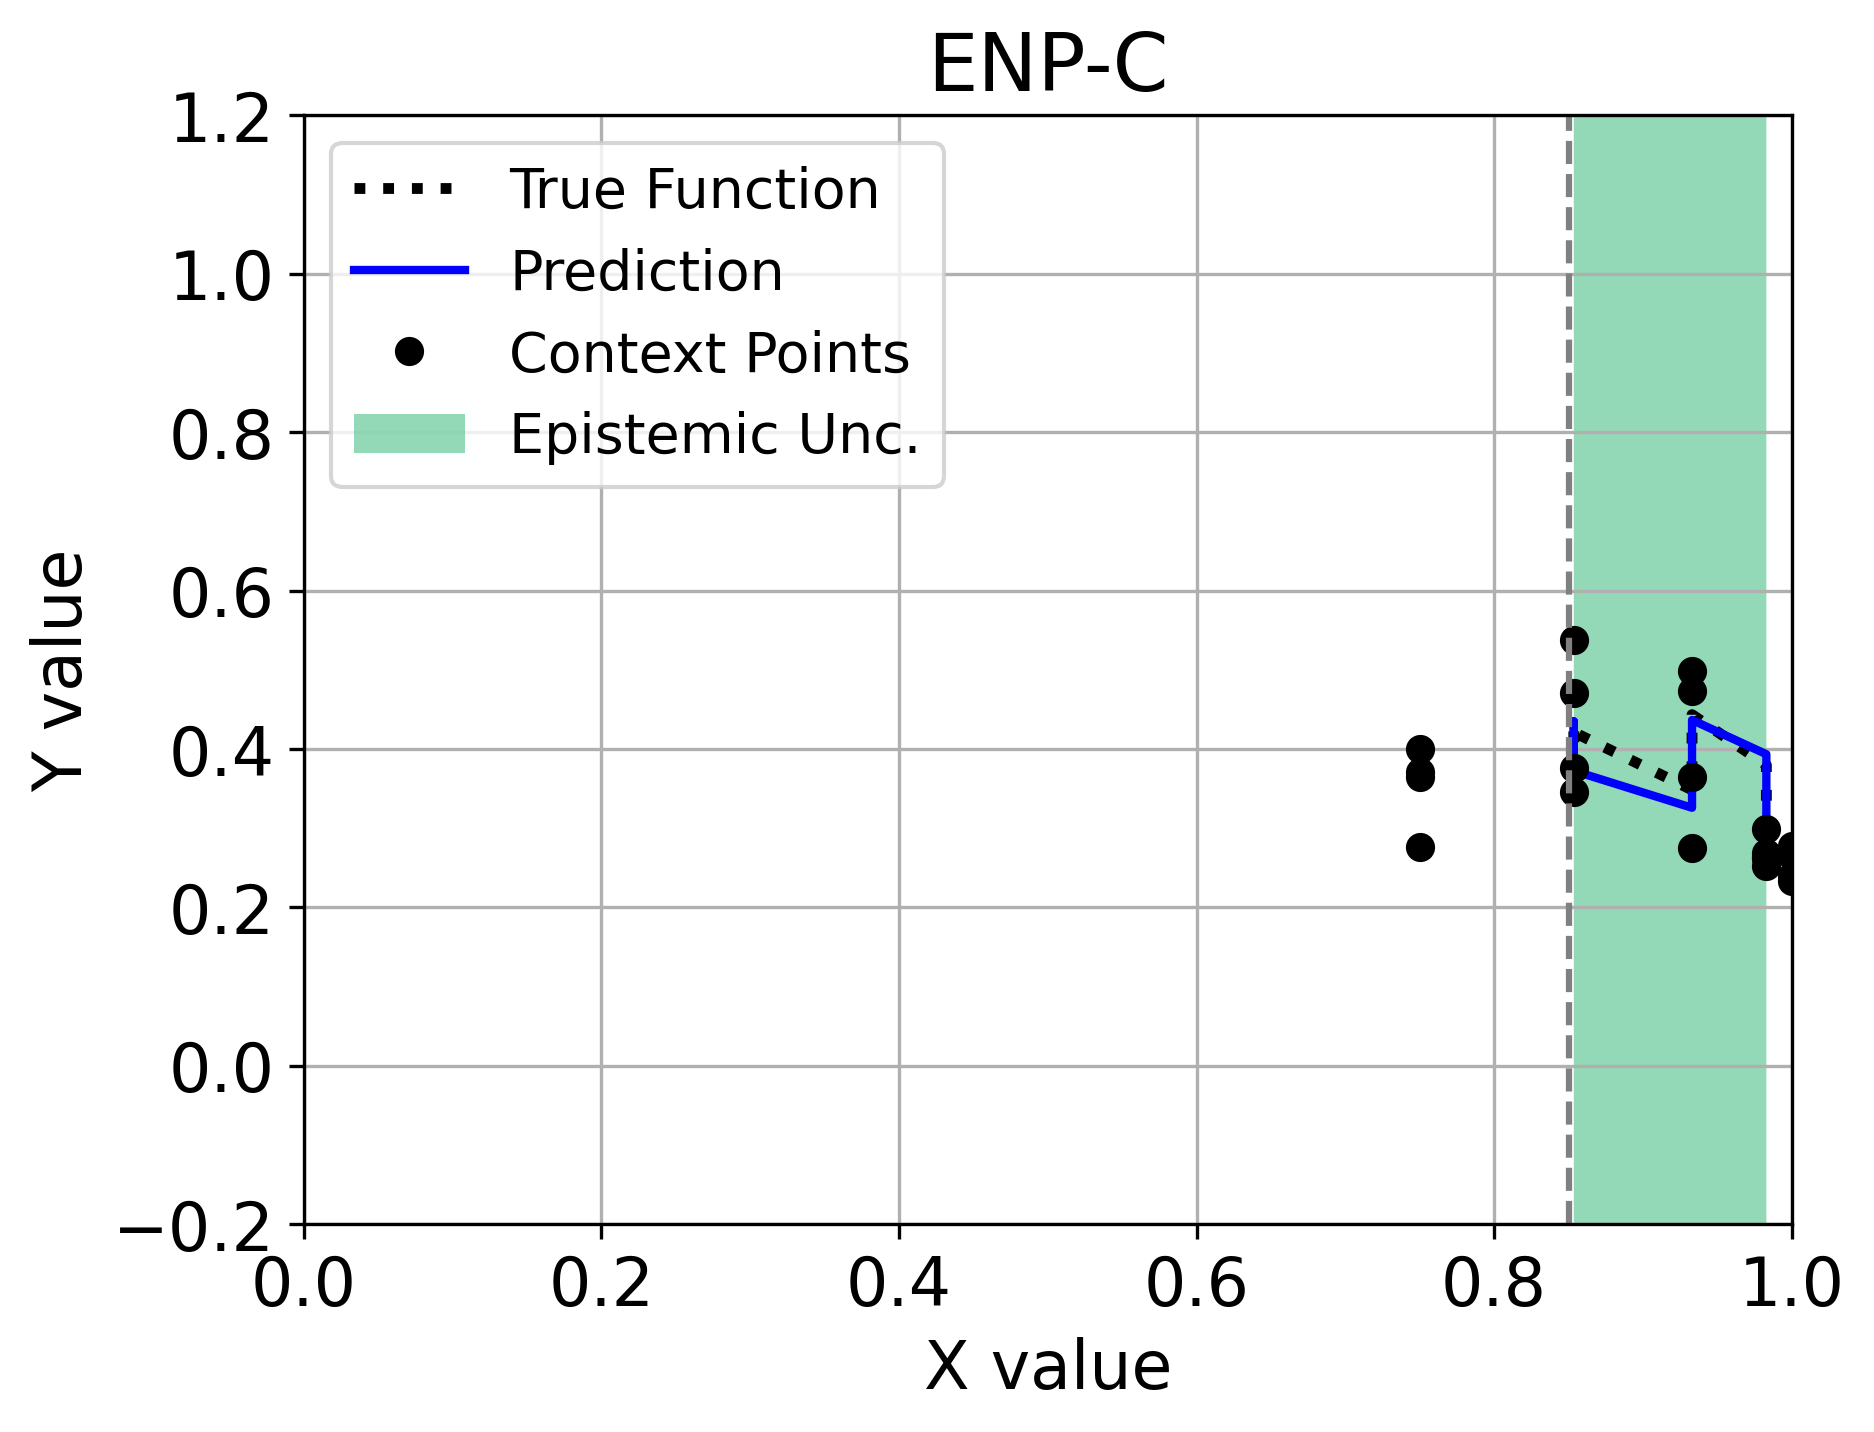 ENP-C
1.2
1.0
0.8
0.6
0.4
0.2
0.0
−0.2
Y value
True Function
Prediction
Context Points
Epistemic Unc.
0.0 0.2 0.4 0.6 0.8 1.0
X value